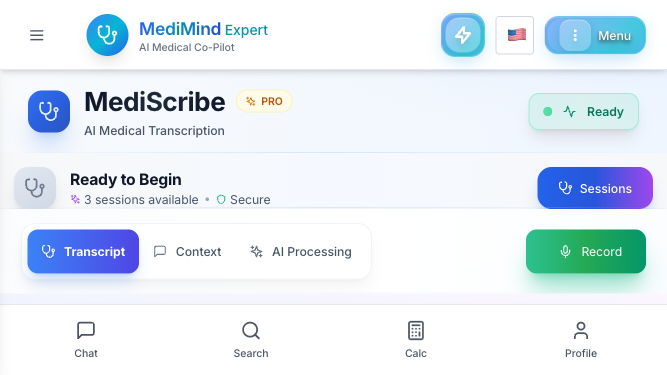 MediMind Expert
AI Medical Co-Pilot
Menu
MediScribe PRO
AI Medical Transcription
Ready
Ready to Begin
3 sessions available • Secure
Sessions
Transcript Context AI Processing
Record
Chat Search Calc Profile